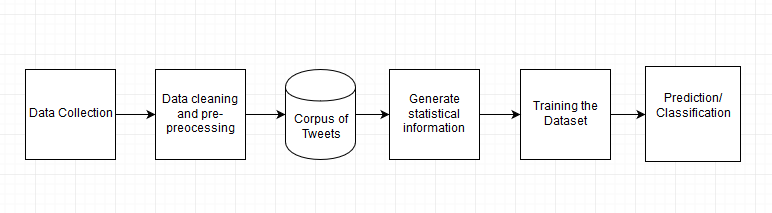 Data Collection
Data cleaning
and pre-
preocessing
Corpus of
Tweets
Generate
statistical
information
Training the
Dataset
Prediction/
Classification